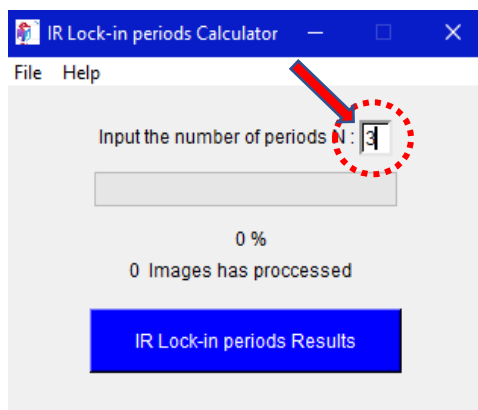 IR Lock-in periods Calculator
File Help
Input the number of periods N : 3
0 %
0 Images has proccessed
IR Lock-in periods Results